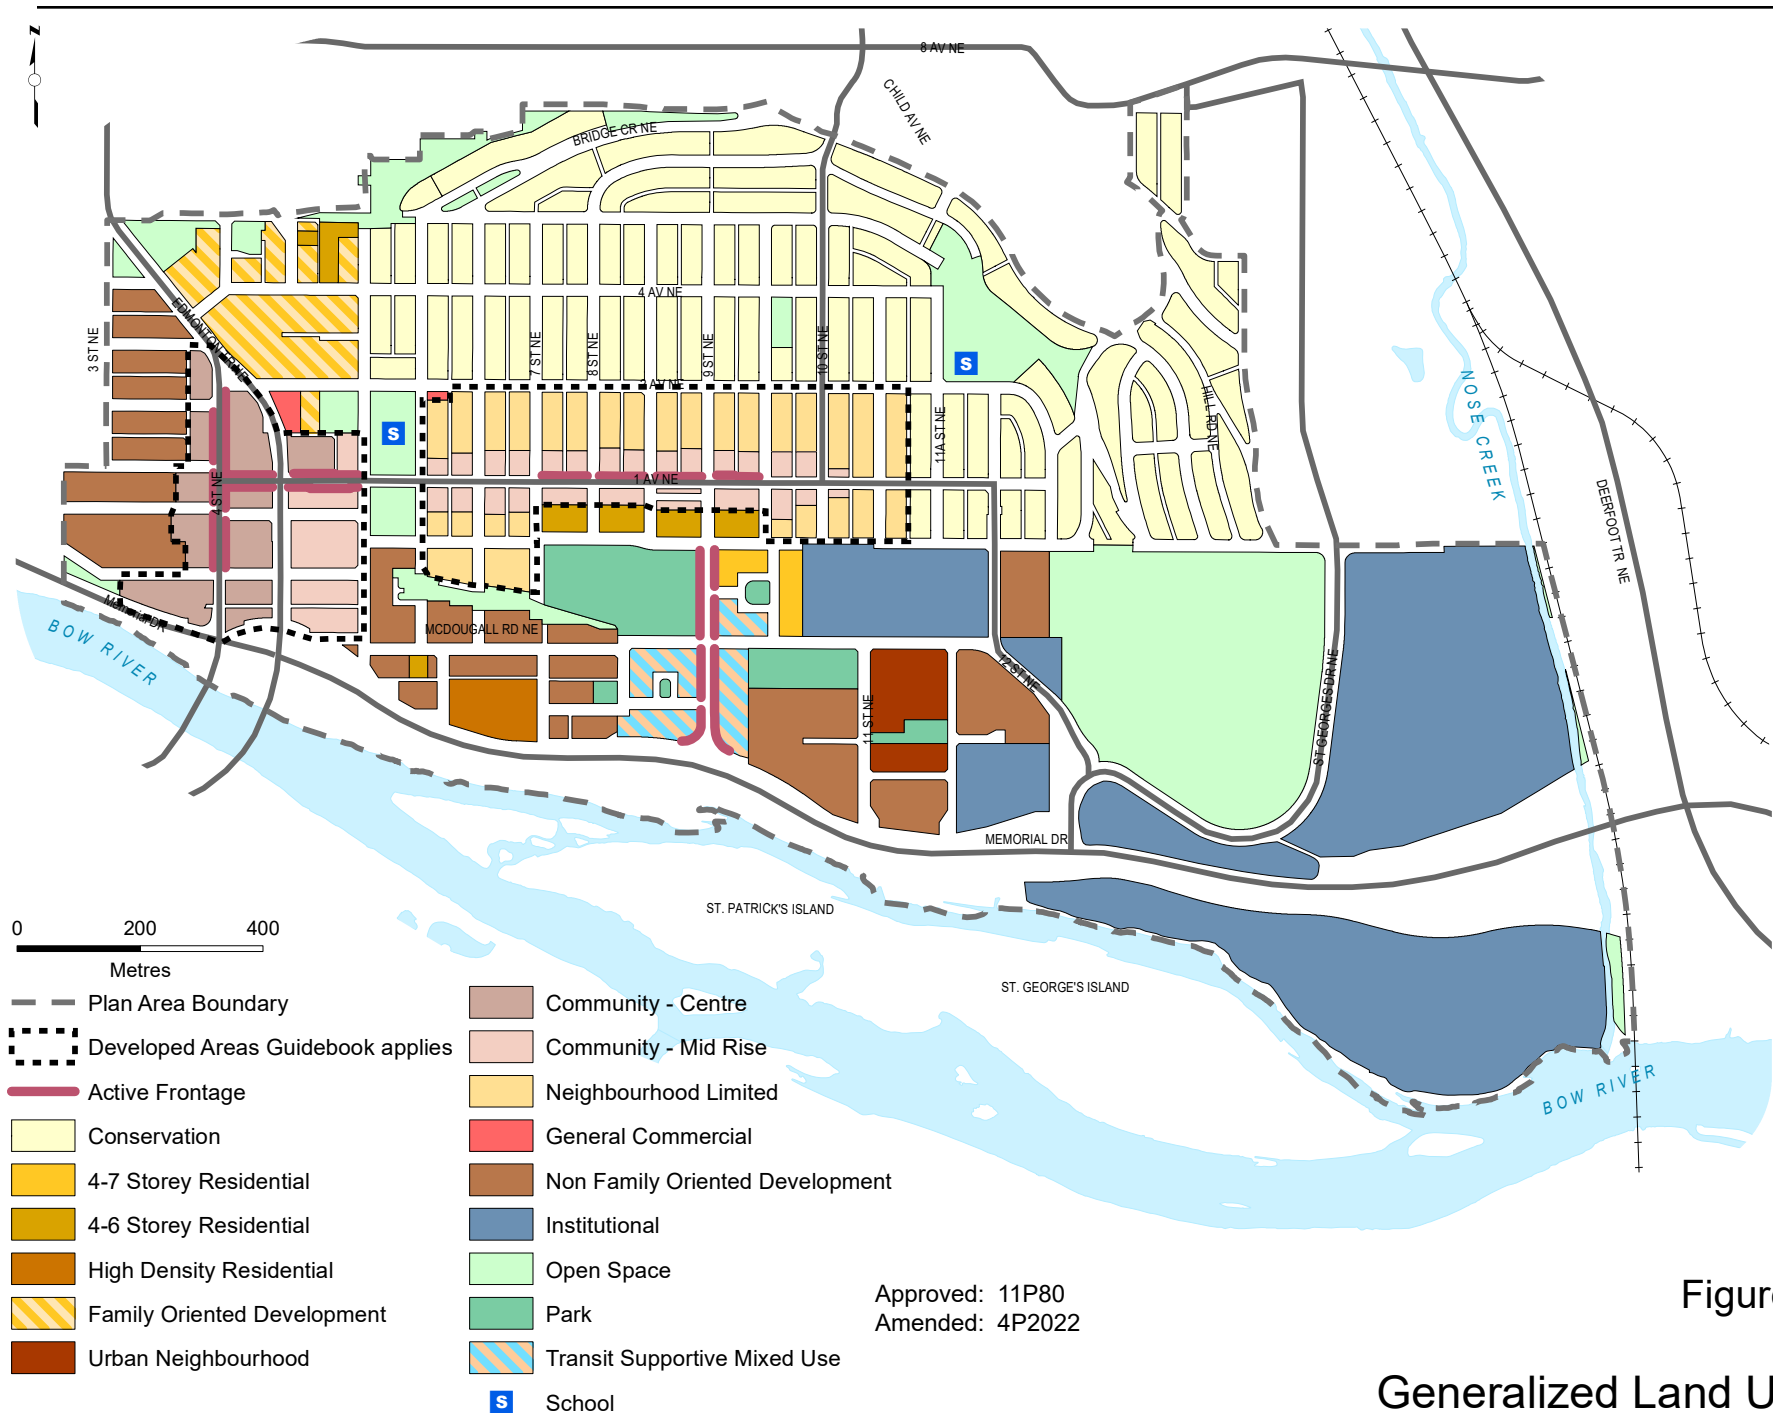 N
8 AV NE
CHILD AV NE
BRIDGE CR NE
3 ST NE
EDMONTON TR NE
4 AV NE
7 ST NE
8 ST NE
9 ST NE
10 ST NE
2 AV NE
S
S
11A ST NE
HILL RD NE
NOSE CREEK
DEERFOOT TR NE
4 ST NE
1 AV NE
Memorial DR
BOW RIVER
MCDOUGALL RD NE
12 ST NE
11 ST NE
ST GEORGES DR NE
MEMORIAL DR
ST. PATRICK'S ISLAND
ST. GEORGE'S ISLAND
BOW RIVER
0 200 400
Metres
Plan Area Boundary
Developed Areas Guidebook applies
Active Frontage
Conservation
4-7 Storey Residential
4-6 Storey Residential
High Density Residential
Family Oriented Development
Urban Neighbourhood
Community - Centre
Community - Mid Rise
Neighbourhood Limited
General Commercial
Non Family Oriented Development
Institutional
Open Space
Park
Transit Supportive Mixed Use
S School
Approved: 11P80
Amended: 4P2022
Figur
Generalized Land U